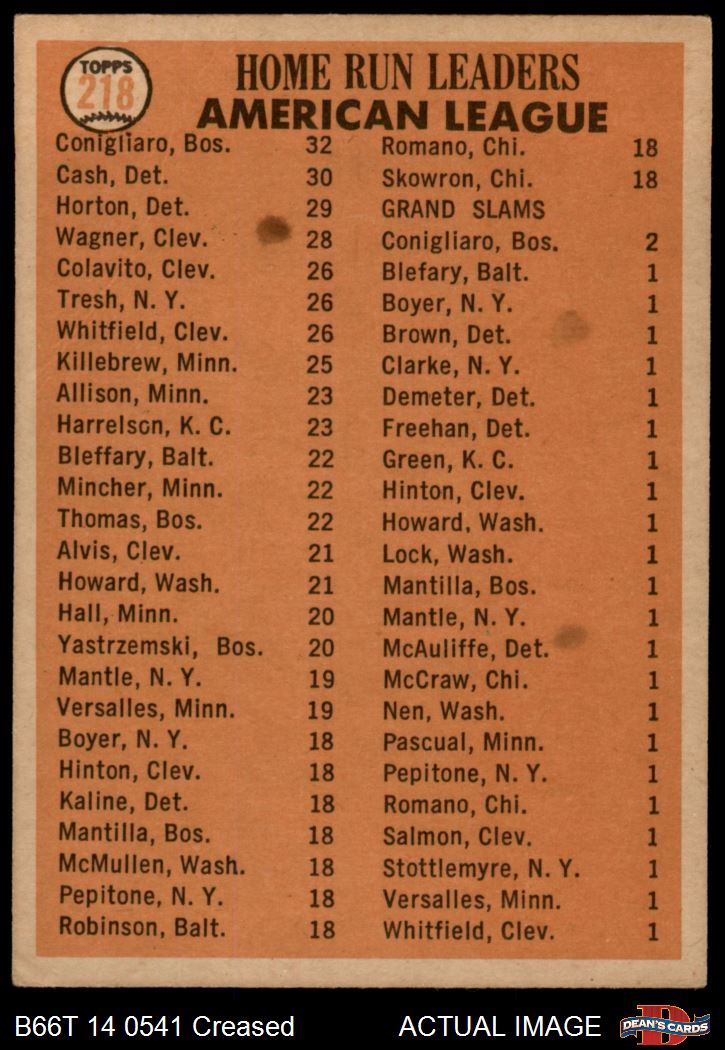 TOPPS
218
HOME RUN LEADERS
AMERICAN LEAGUE
Conigliaro, Bos. 32
Cash, Det. 30
Horton, Det. 29
Wagner, Clev. 28
Colavito, Clev. 26
Tresh, N. Y. 26
Whitfield, Clev. 26
Killebrew, Minn. 25
Allison, Minn. 23
Harrelson, K. C. 23
Bleffary, Balt. 22
Mincher, Minn. 22
Thomas, Bos. 22
Alvis, Clev. 21
Howard, Wash. 21
Hall, Minn. 20
Yastrzemski, Bos. 20
Mantle, N. Y. 19
Versalles, Minn. 19
Boyer, N. Y. 18
Hinton, Clev. 18
Kaline, Det. 18
Mantilla, Bos. 18
McMullen, Wash. 18
Pepitone, N. Y. 18
Robinson, Balt. 18
Romano, Chi. 18
Skowron, Chi. 18
GRAND SLAMS
Conigliaro, Bos. 2
Blefary, Balt. 1
Boyer, N. Y. 1
Brown, Det. 1
Clarke, N. Y. 1
Demeter, Det. 1
Freehan, Det. 1
Green, K. C. 1
Hinton, Clev. 1
Howard, Wash. 1
Lock, Wash. 1
Mantilla, Bos. 1
Mantle, N. Y. 1
McAuliffe, Det. 1
McCraw, Chi. 1
Nen, Wash. 1
Pascual, Minn. 1
Pepitone, N. Y. 1
Romano, Chi. 1
Salmon, Clev. 1
Stottlemyre, N. Y. 1
Versalles, Minn. 1
Whitfield, Clev. 1
B66T 14 0541 Creased
ACTUAL IMAGE
D
DEAN'S CARDS